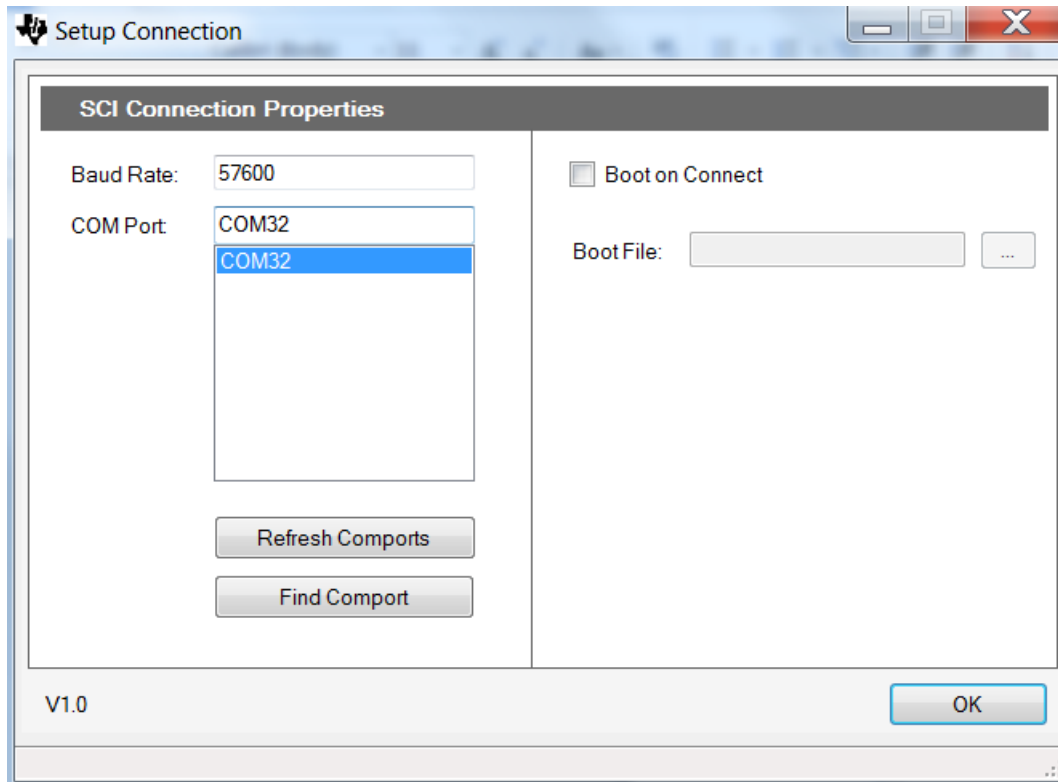 Setup Connection
SCI Connection Properties
Baud Rate: 57600
COM Port: COM32
COM32
Refresh Comports
Find Comport
Boot on Connect
Boot File: ...
V1.0
OK